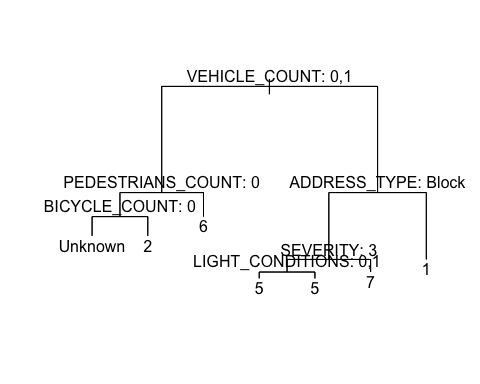 VEHICLE_COUNT: 0,1
PEDESTRIANS_COUNT: 0
ADDRESS_TYPE: Block
BICYCLE_COUNT: 0
6
Unknown
2
SEVERITY: 3
LIGHT_CONDITIONS: 0,1
1
5
5
7